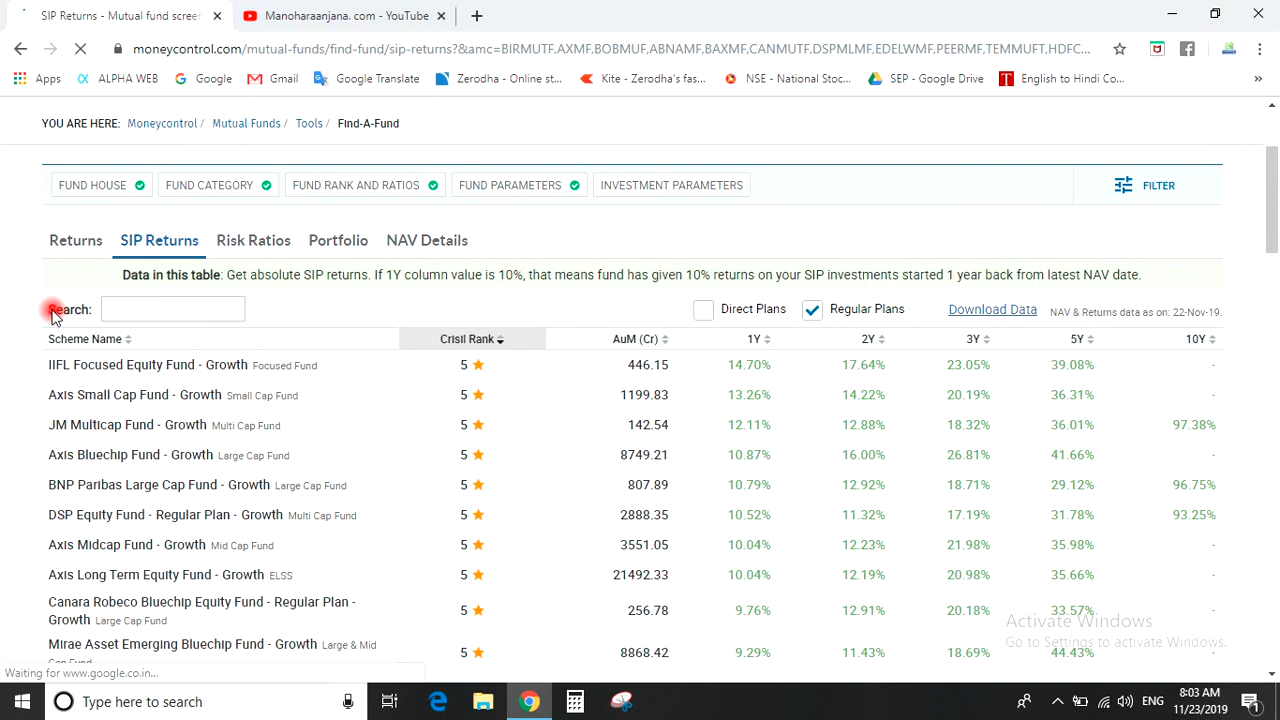 SIP Returns - Mutual fund screen
Manoharaanjana. com - YouTube
moneycontrol.com/mutual-funds/find-fund/sip-returns?&amc=BIRMUTF,AXMF,BOBMUF,ABNAMF,BAXMF,CANMUTF,DSPMLMF,EDELWMF,PEERMF,TEMMUFT,HDFC...
Apps ALPHA WEB Google Gmail Google Translate Zerodha - Online st... Kite - Zerodha's fas... NSE - National Stoc... SEP - Google Drive English to Hindi Co... »
YOU ARE HERE: Moneycontrol / Mutual Funds / Tools / Find-A-Fund
FUND HOUSE FUND CATEGORY FUND RANK AND RATIOS FUND PARAMETERS INVESTMENT PARAMETERS FILTER
Returns SIP Returns Risk Ratios Portfolio NAV Details
Data in this table: Get absolute SIP returns. If 1Y column value is 10%, that means fund has given 10% returns on your SIP investments started 1 year back from latest NAV date.
Search: Direct Plans Regular Plans Download Data NAV & Returns data as on: 22-Nov-19.
Scheme Name Crisil Rank AuM (Cr) 1Y 2Y 3Y 5Y 10Y
IIFL Focused Equity Fund - Growth Focused Fund 5 446.15 14.70% 17.64% 23.05% 39.08% -
Axis Small Cap Fund - Growth Small Cap Fund 5 1199.83 13.26% 14.22% 20.19% 36.31% -
JM Multicap Fund - Growth Multi Cap Fund 5 142.54 12.11% 12.88% 18.32% 36.01% 97.38%
Axis Bluechip Fund - Growth Large Cap Fund 5 8749.21 10.87% 16.00% 26.81% 41.66% -
BNP Paribas Large Cap Fund - Growth Large Cap Fund 5 807.89 10.79% 12.92% 18.71% 29.12% 96.75%
DSP Equity Fund - Regular Plan - Growth Multi Cap Fund 5 2888.35 10.52% 11.32% 17.19% 31.78% 93.25%
Axis Midcap Fund - Growth Mid Cap Fund 5 3551.05 10.04% 12.23% 21.98% 35.98% -
Axis Long Term Equity Fund - Growth ELSS 5 21492.33 10.04% 12.19% 20.98% 35.66% -
Canara Robeco Bluechip Equity Fund - Regular Plan -
Growth Large Cap Fund 5 256.78 9.76% 12.91% 20.18% 33.57% -
Mirae Asset Emerging Bluechip Fund - Growth Large & Mid
Cap Fund 5 8868.42 9.29% 11.43% 18.69% 44.43% -
Activate Windows
Go to Settings to activate Windows.
Waiting for www.google.co.in...
Type here to search
ENG
8:03 AM
11/23/2019
1